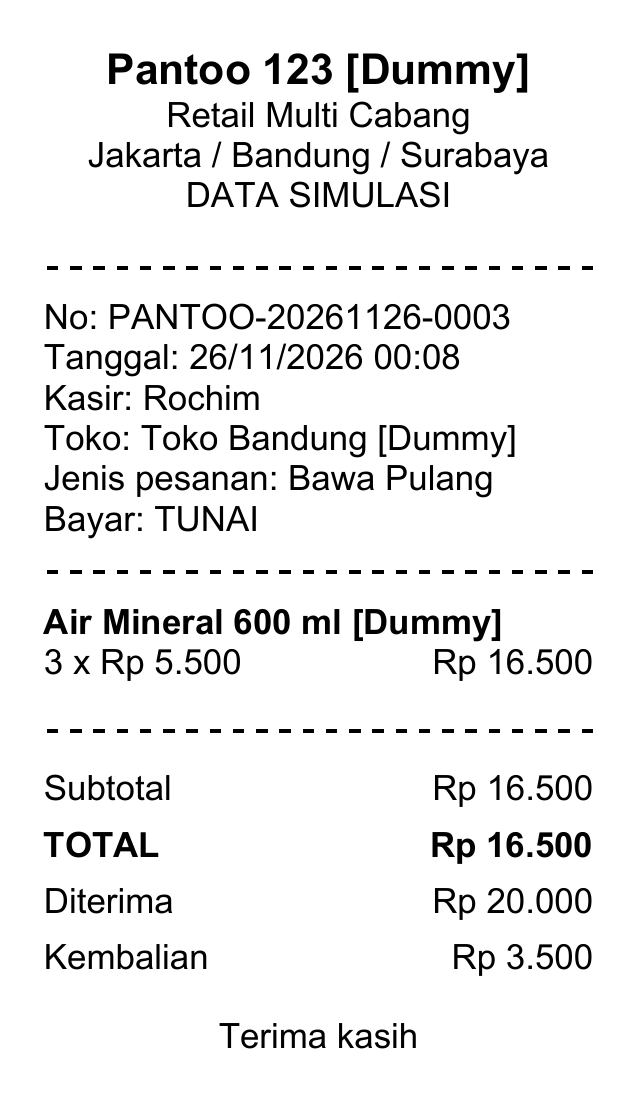 Pantoo 123 [Dummy]
Retail Multi Cabang
Jakarta / Bandung / Surabaya
DATA SIMULASI
No: PANTOO-20261126-0003
Tanggal: 26/11/2026 00:08
Kasir: Rochim
Toko: Toko Bandung [Dummy]
Jenis pesanan: Bawa Pulang
Bayar: TUNAI
Air Mineral 600 ml [Dummy]
3 x Rp 5.500 Rp 16.500
Subtotal Rp 16.500
TOTAL Rp 16.500
Diterima Rp 20.000
Kembalian Rp 3.500
Terima kasih